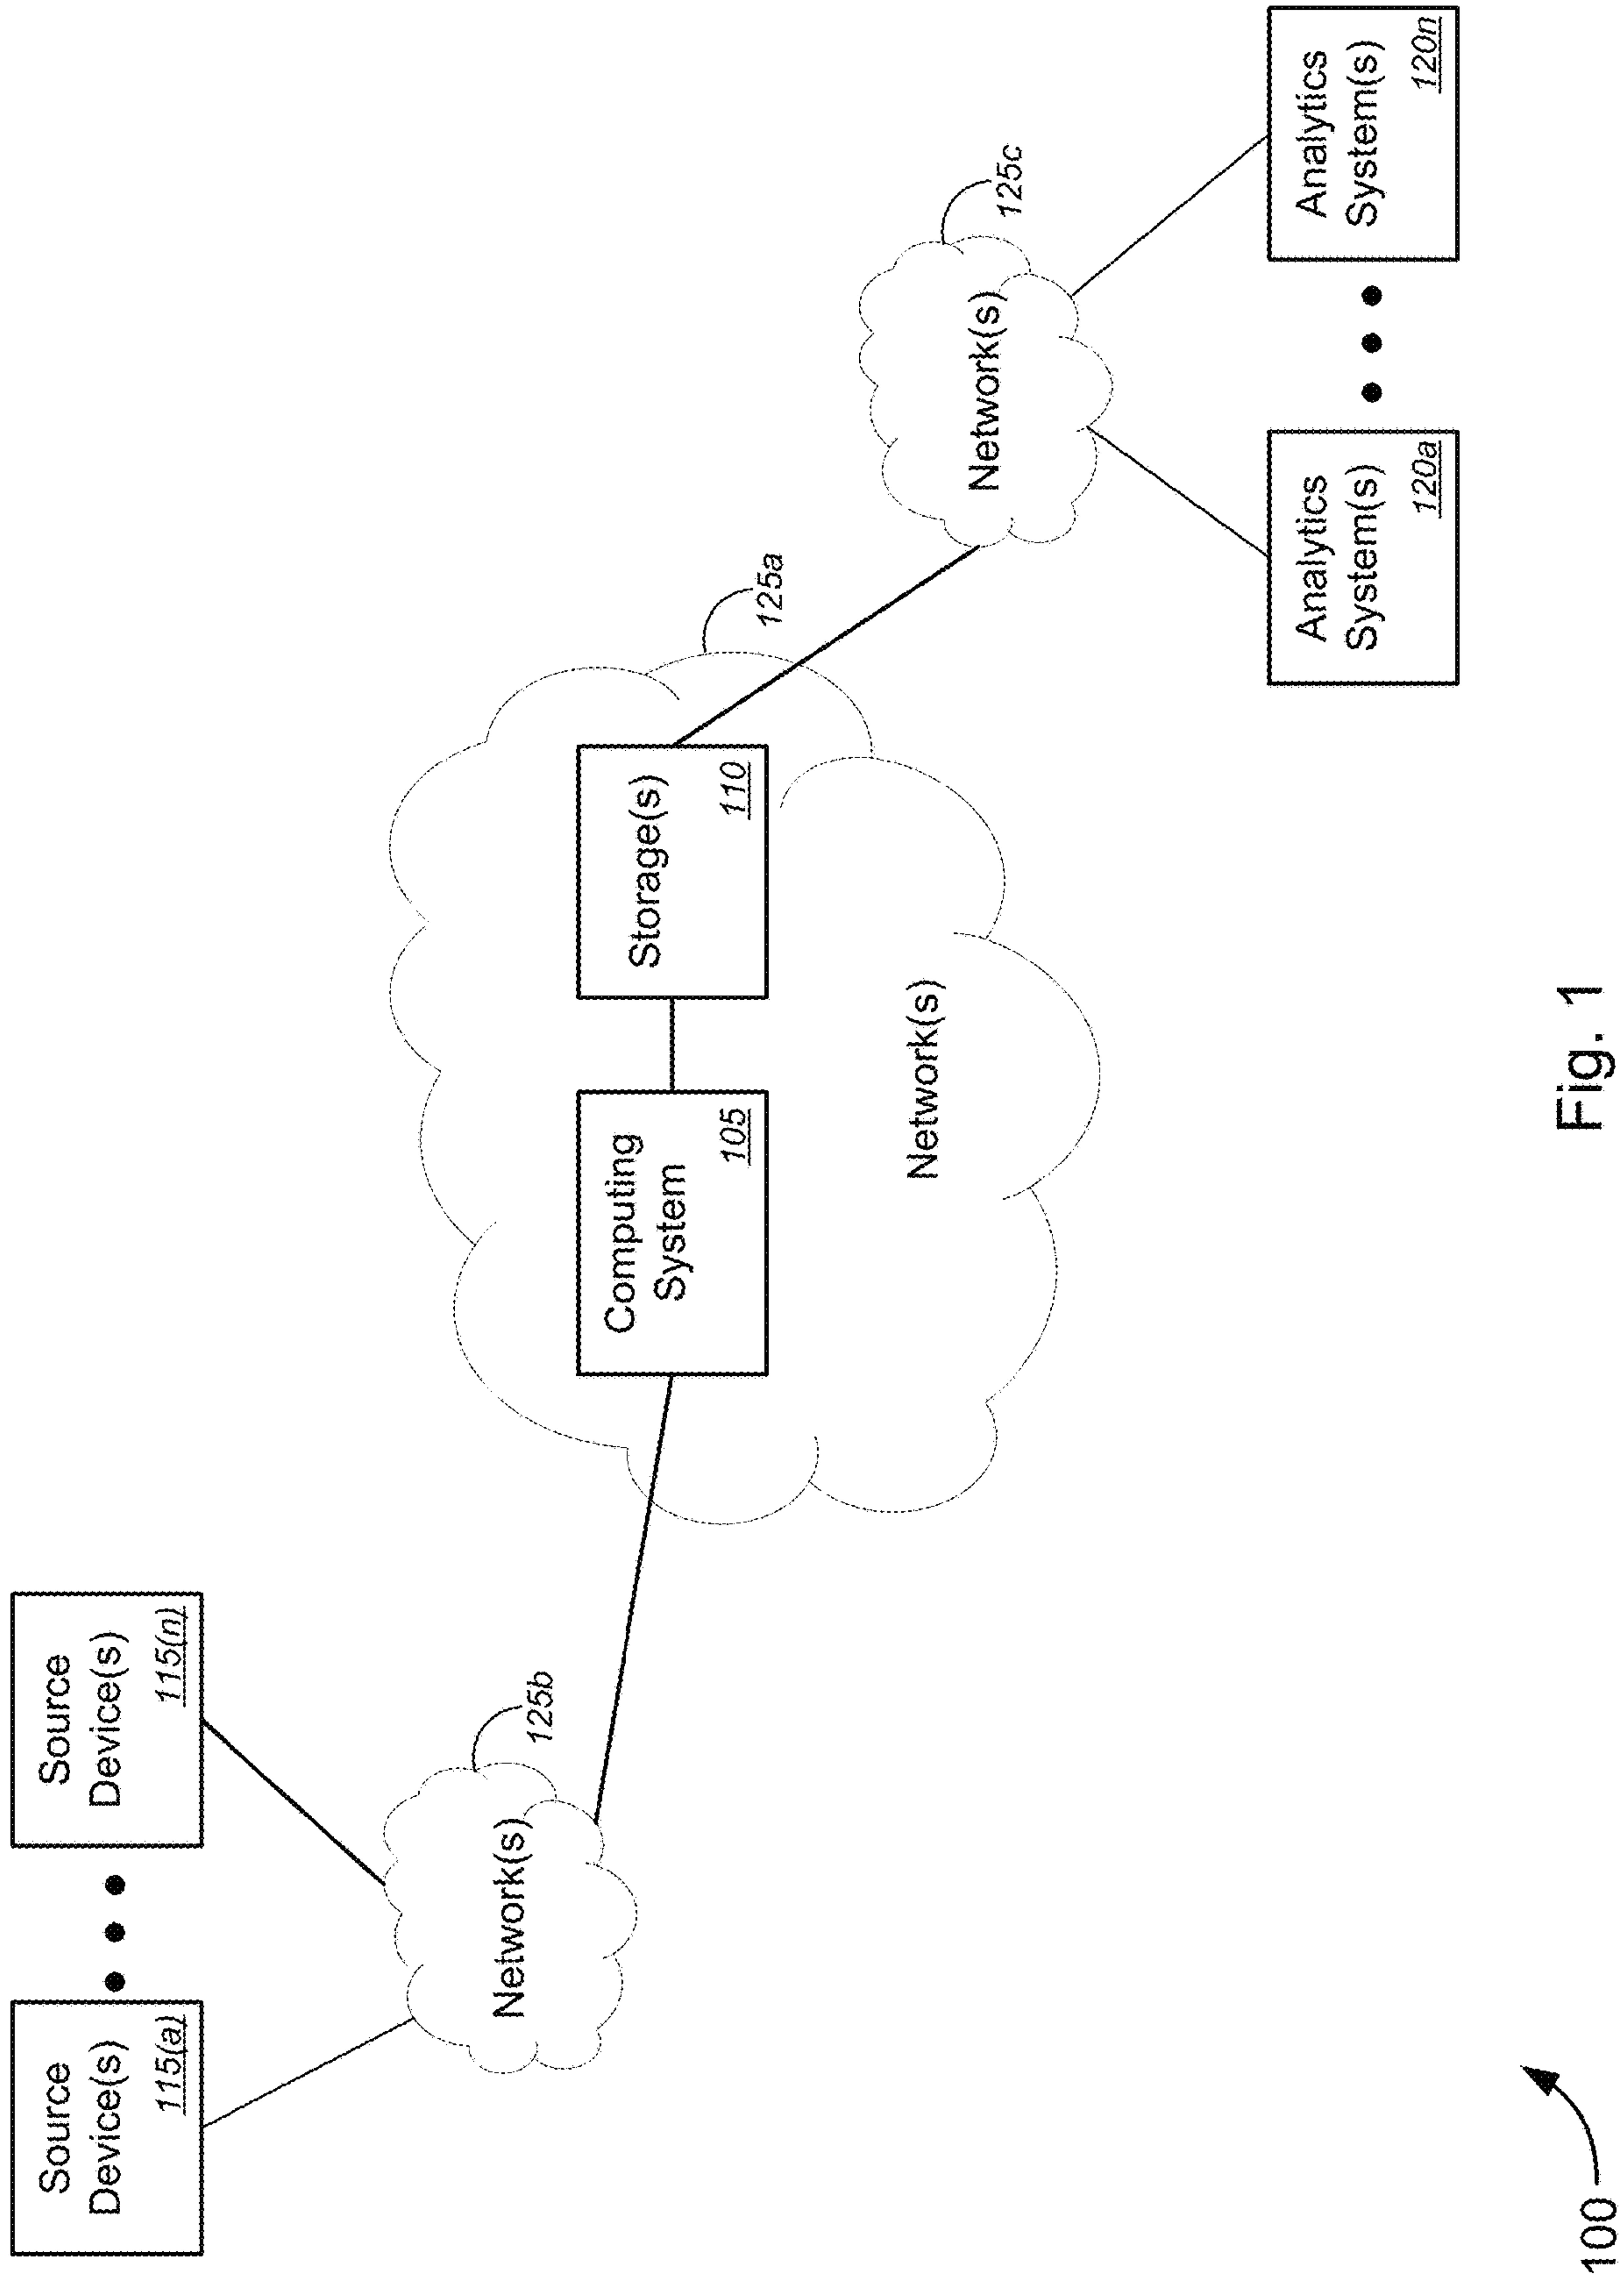 Source
Device(s)
115(a)
Source
Device(s)
115(n)
Network(s)
125b
Computing
System
105
Storage(s)
110
Network(s)
125a
Network(s)
125c
Analytics
System(s)
120a
Analytics
System(s)
120n
100
Fig. 1